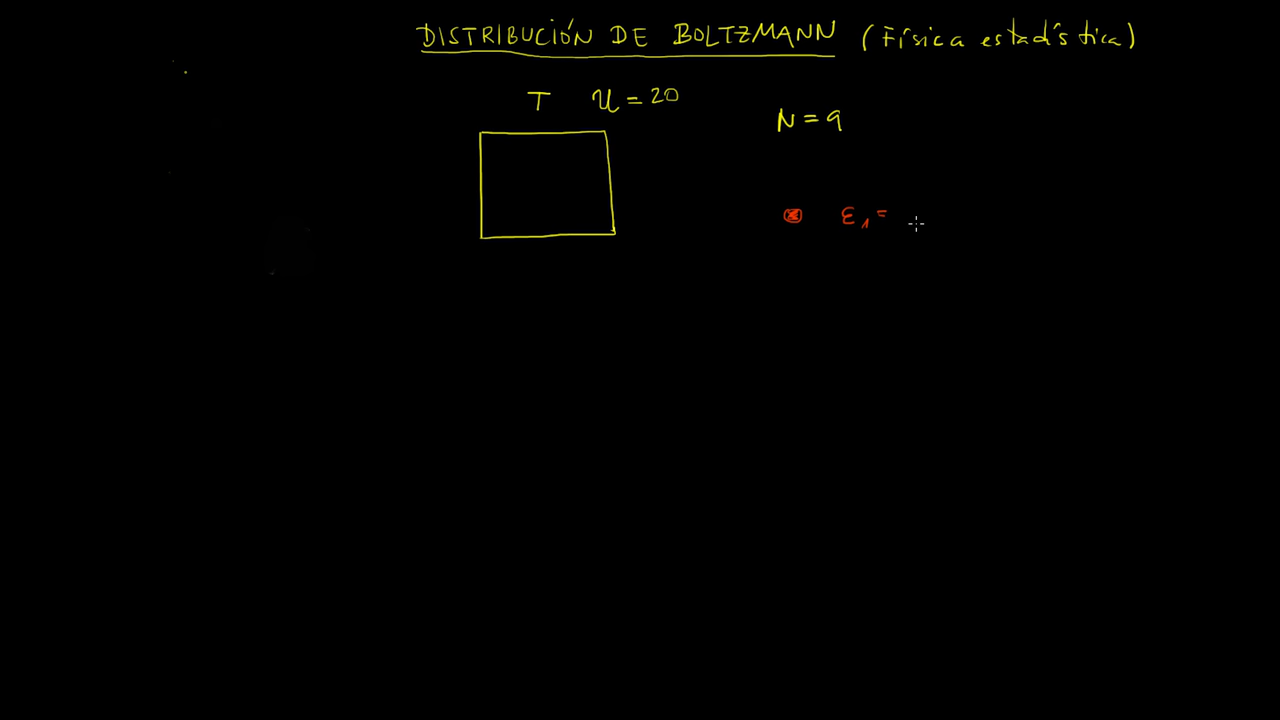 DISTRIBUCIÓN DE BOLTZMANN (Física estadística)
T U = 20
N = 9
ε₁ =